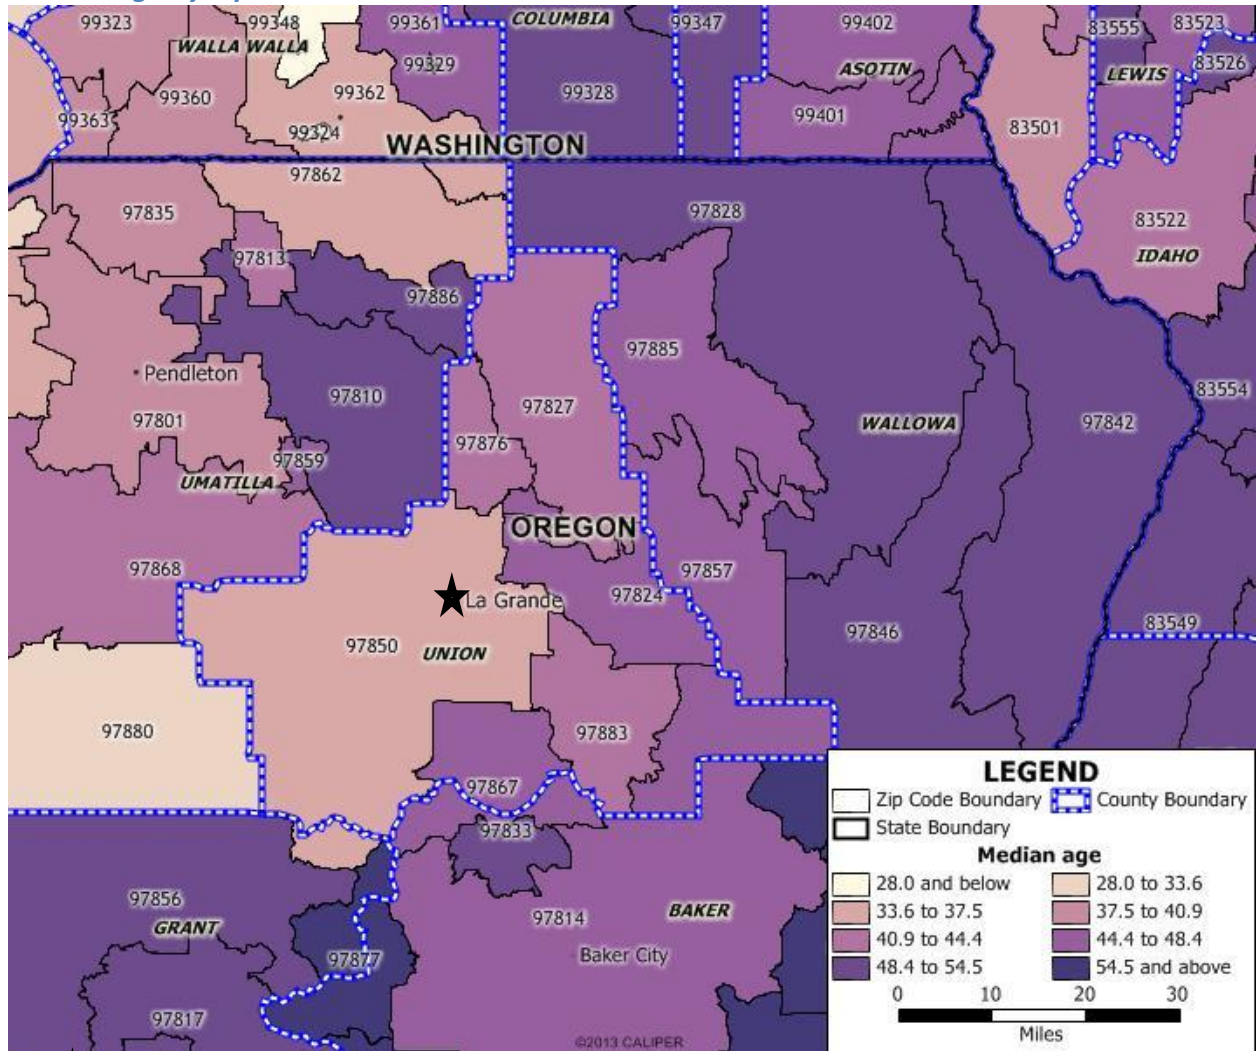 99323
99348
99361
COLUMBIA
99347
99402
83555
83523
WALLA WALLA
99329
ASOTIN
LEWIS
83526
99360
99362
99328
99401
99363
99324
83501
WASHINGTON
97862
97835
97828
83522
97813
IDAHO
97886
97885
Pendleton
97810
97827
83554
97801
97876
WALLOWA
97842
97859
UMATILLA
OREGON
97868
97857
La Grande
97824
97850
UNION
97846
83549
97880
97883
97867
97833
97856
GRANT
97814
BAKER
97877
Baker City
97817
©2013 CALIPER
LEGEND
Zip Code Boundary
County Boundary
State Boundary
Median age
28.0 and below
28.0 to 33.6
33.6 to 37.5
37.5 to 40.9
40.9 to 44.4
44.4 to 48.4
48.4 to 54.5
54.5 and above
0 10 20 30
Miles